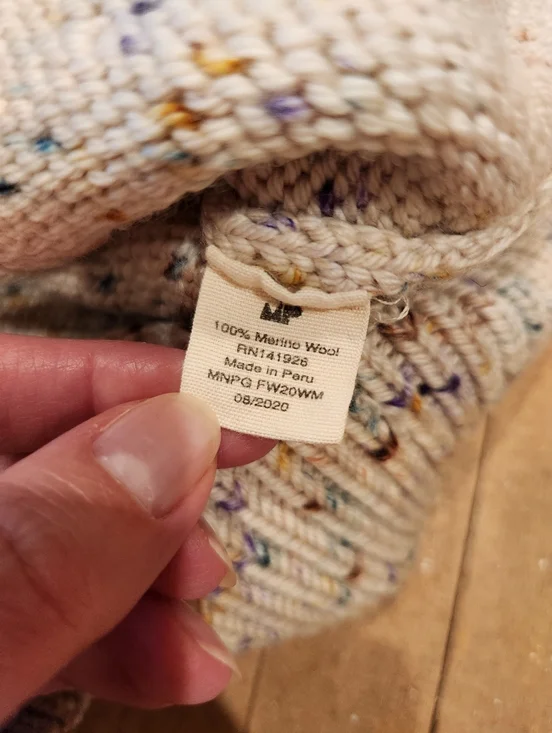 MP
100% Merino Wool
RN141926
Made in Peru
MNPG FW20WM
08/2020